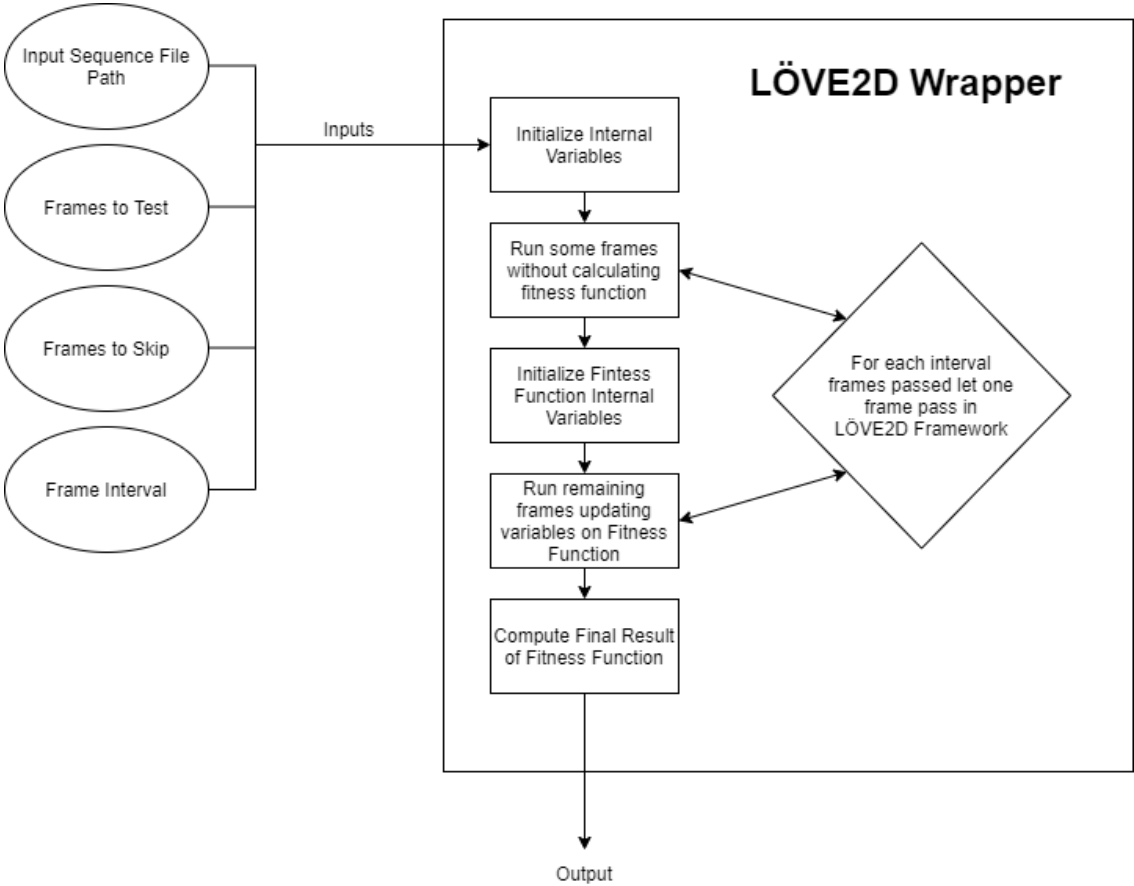 Input Sequence File
Path
Frames to Test
Frames to Skip
Frame Interval
Inputs
LÖVE2D Wrapper
Initialize Internal
Variables
Run some frames
without calculating
fitness function
Initialize Fintess
Function Internal
Variables
Run remaining
frames updating
variables on Fitness
Function
Compute Final Result
of Fitness Function
For each interval
frames passed let one
frame pass in
LÖVE2D Framework
Output